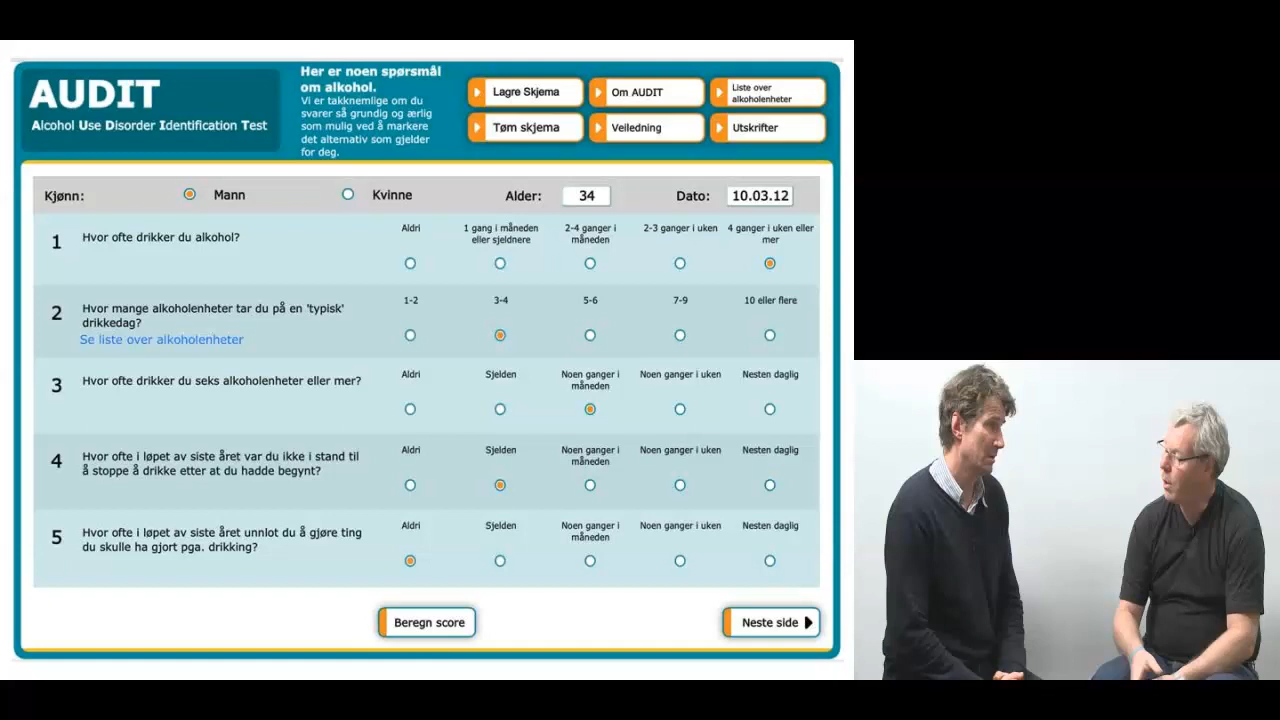 AUDIT
Alcohol Use Disorder Identification Test
Her er noen spørsmål
om alkohol.
Vi er takknemlige om du
svarer så grundig og ærlig
som mulig ved å markere
det alternativ som gjelder
for deg.
Lagre Skjema
Om AUDIT
Liste over
alkoholenheter
Tøm skjema
Veiledning
Utskrifter
Kjønn: Mann Kvinne Alder: 34 Dato: 10.03.12
1
Hvor ofte drikker du alkohol?
Aldri
1 gang i måneden
eller sjeldnere
2-4 ganger i
måneden
2-3 ganger i uken
4 ganger i uken eller
mer
2
Hvor mange alkoholenheter tar du på en 'typisk'
drikkedag?
Se liste over alkoholenheter
1-2
3-4
5-6
7-9
10 eller flere
3
Hvor ofte drikker du seks alkoholenheter eller mer?
Aldri
Sjelden
Noen ganger i
måneden
Noen ganger i uken
Nesten daglig
4
Hvor ofte i løpet av siste året var du ikke i stand til
å stoppe å drikke etter at du hadde begynt?
Aldri
Sjelden
Noen ganger i
måneden
Noen ganger i uken
Nesten daglig
5
Hvor ofte i løpet av siste året unnlot du å gjøre ting
du skulle ha gjort pga. drikking?
Aldri
Sjelden
Noen ganger i
måneden
Noen ganger i uken
Nesten daglig
Beregn score
Neste side